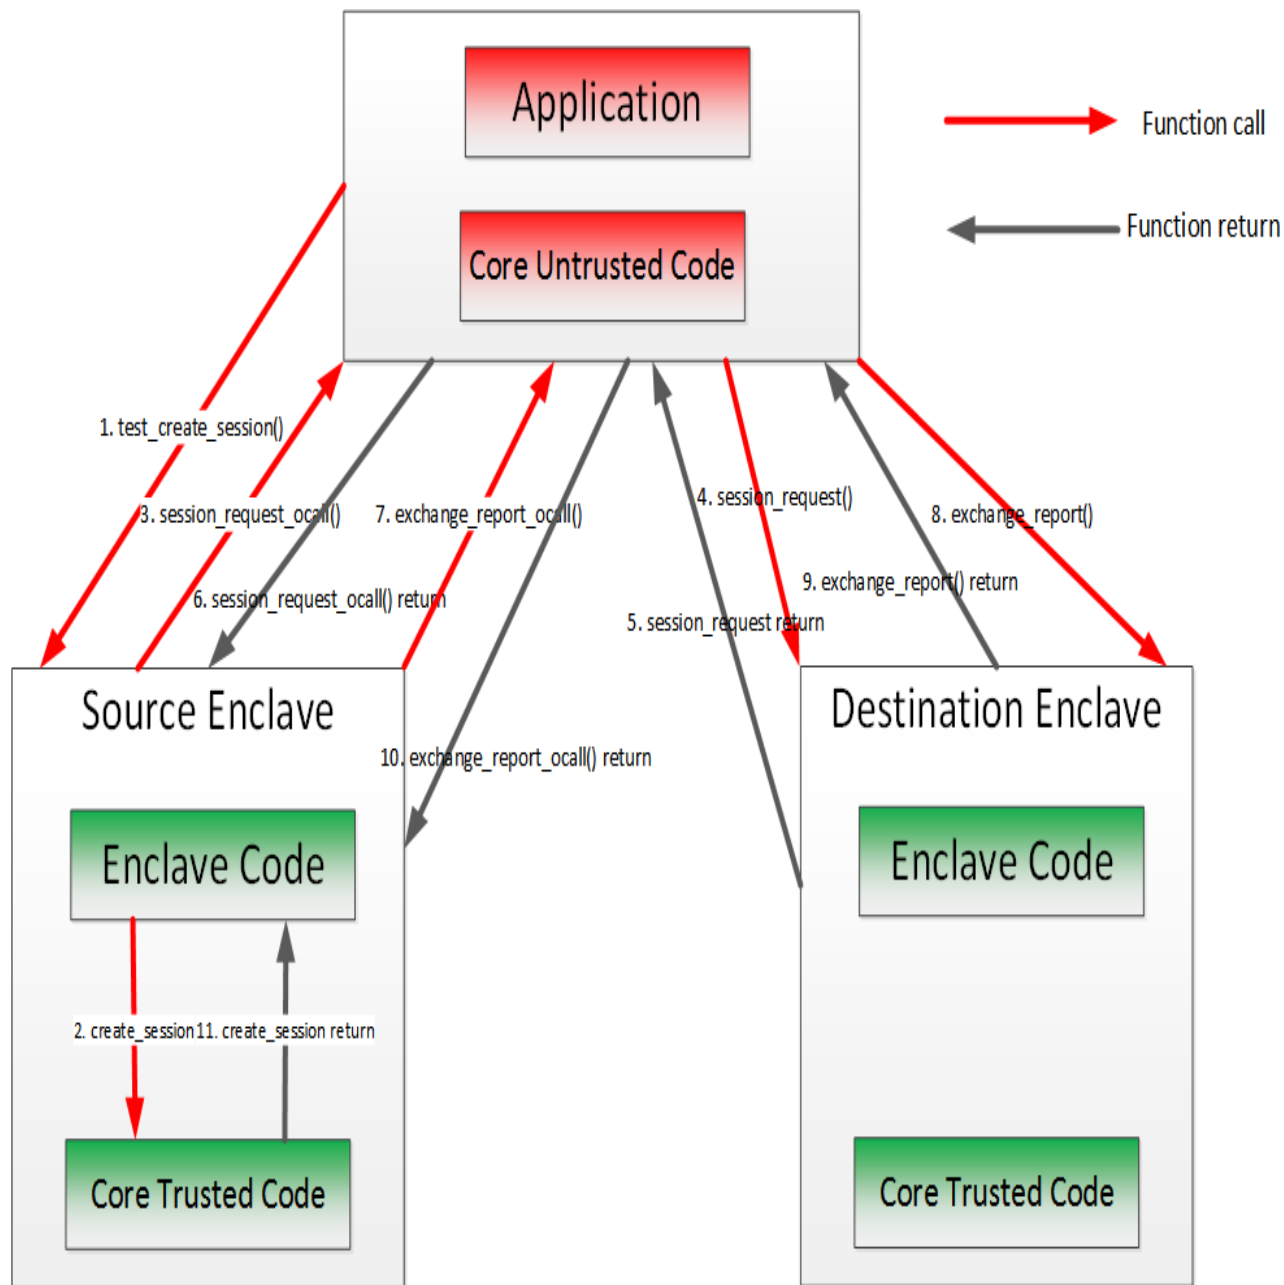 Application
Function call
Function return
Core Untrusted Code
1. test_create_session()
3. session_request_ocall()
7. exchange_report_ocall()
4. session_request()
8. exchange_report()
6. session_request_ocall() return
9. exchange_report() return
5. session_request return
Source Enclave
Destination Enclave
10. exchange_report_ocall() return
Enclave Code
Enclave Code
2. create_session
11. create_session return
Core Trusted Code
Core Trusted Code